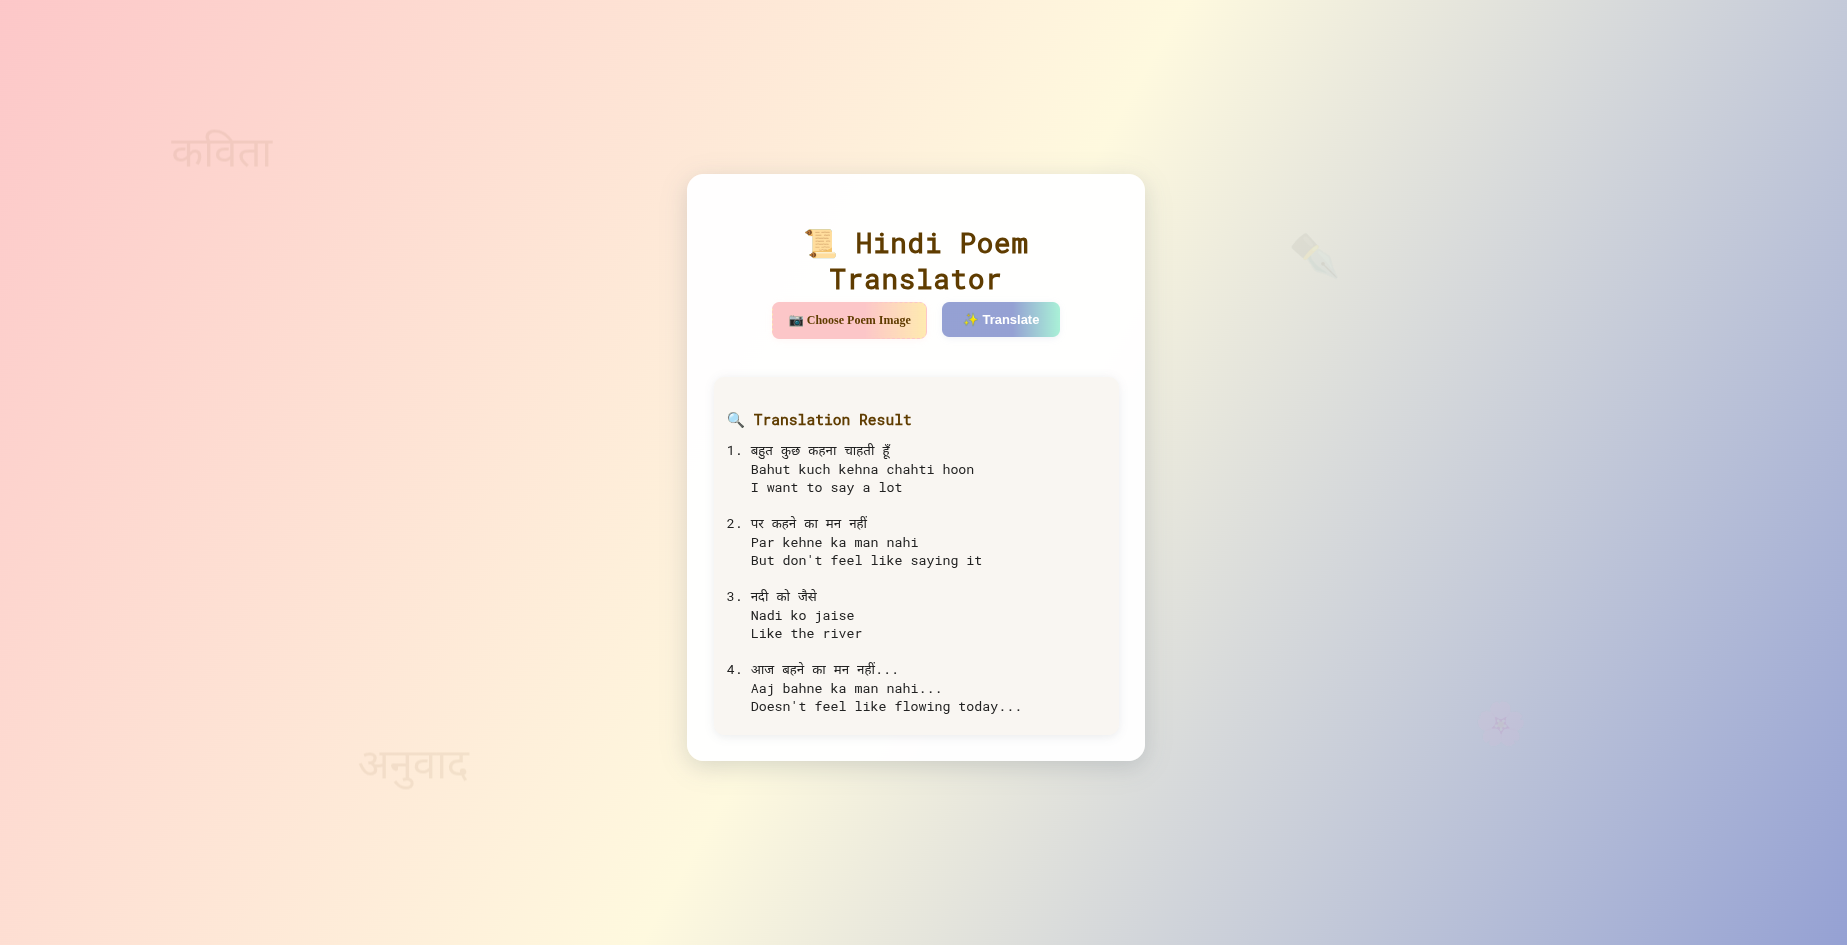 कविता
📜 Hindi Poem
Translator
📷 Choose Poem Image
✨ Translate
🔍 Translation Result
1. बहुत कुछ कहना चाहती हूँ
Bahut kuch kehna chahti hoon
I want to say a lot
2. पर कहने का मन नहीं
Par kehne ka man nahi
But don't feel like saying it
3. नदी को जैसे
Nadi ko jaise
Like the river
4. आज बहने का मन नहीं...
Aaj bahne ka man nahi...
Doesn't feel like flowing today...
अनुवाद